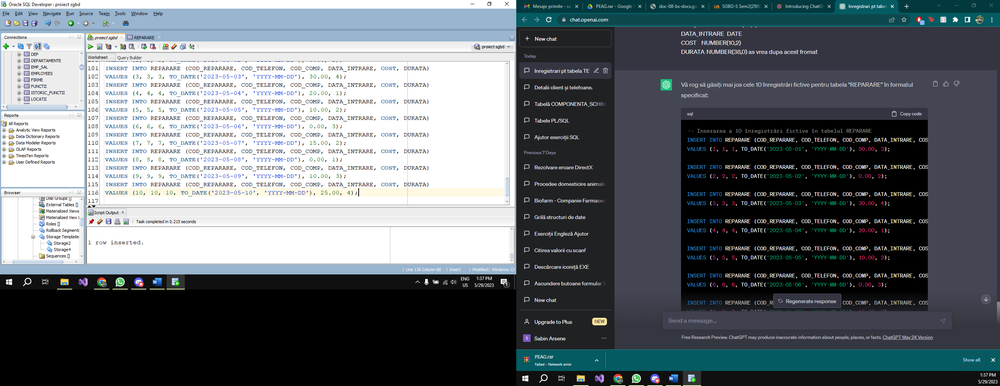 Oracle SQL Developer : proiect sgbd
File Edit View Navigate Run Source Team Tools Window Help
Connections
DEP
DEPARTAMENTE
EMP_SAL
EMPLOYEES
FIRME
FUNCTII
ISTORIC_FUNCTII
LOCATII
Reports
All Reports
Analytic View Reports
Data Dictionary Reports
Data Modeler Reports
OLAP Reports
TimesTen Reports
User Defined Reports
Browser
Disk Groups []
External Tables []
Materialized Views
Materialized View
Roles []
Rollback Segments
Storage Templates
Storage2
Storage4
Sequences []
proiect sgbd
REPARARE
proiect sgbd
Worksheet Query Builder
101 INSERT INTO REPARARE (COD_REPARARE, COD_TELEFON, COD_COMP, DATA_INTRARE, COST, DURATA)
102 VALUES (3, 3, 3, TO_DATE('2023-05-03', 'YYYY-MM-DD'), 30.00, 4);
103 INSERT INTO REPARARE (COD_REPARARE, COD_TELEFON, COD_COMP, DATA_INTRARE, COST, DURATA)
104 VALUES (4, 4, 4, TO_DATE('2023-05-04', 'YYYY-MM-DD'), 20.00, 1);
105 INSERT INTO REPARARE (COD_REPARARE, COD_TELEFON, COD_COMP, DATA_INTRARE, COST, DURATA)
106 VALUES (5, 5, 5, TO_DATE('2023-05-05', 'YYYY-MM-DD'), 10.00, 2);
107 INSERT INTO REPARARE (COD_REPARARE, COD_TELEFON, COD_COMP, DATA_INTRARE, COST, DURATA)
108 VALUES (6, 6, 6, TO_DATE('2023-05-06', 'YYYY-MM-DD'), 0.00, 3);
109 INSERT INTO REPARARE (COD_REPARARE, COD_TELEFON, COD_COMP, DATA_INTRARE, COST, DURATA)
110 VALUES (7, 7, 7, TO_DATE('2023-05-07', 'YYYY-MM-DD'), 15.00, 2);
111 INSERT INTO REPARARE (COD_REPARARE, COD_TELEFON, COD_COMP, DATA_INTRARE, COST, DURATA)
112 VALUES (8, 8, 8, TO_DATE('2023-05-08', 'YYYY-MM-DD'), 0.00, 1);
113 INSERT INTO REPARARE (COD_REPARARE, COD_TELEFON, COD_COMP, DATA_INTRARE, COST, DURATA)
114 VALUES (9, 9, 9, TO_DATE('2023-05-09', 'YYYY-MM-DD'), 10.00, 3);
115 INSERT INTO REPARARE (COD_REPARARE, COD_TELEFON, COD_COMP, DATA_INTRARE, COST, DURATA)
116 VALUES (10, 10, 10, TO_DATE('2023-05-10', 'YYYY-MM-DD'), 25.00, 4);
117
Script Output
Task completed in 0.215 seconds
1 row inserted.
Line 116 Column 68 | Insert | Modified | Windows:
ENG
US
1:37 PM
5/29/2023
1
Mesaje primite - sa
PEAG.rar - Google
doc-08-bs-docs.go
SGBD-S Sem2(2980
Introducing ChatGP
Inregistrari pt tabel
chat.openai.com
New chat
Today
Inregistrari pt tabela TE
Detalii client și telefoane.
Tabelă COMPONENTA_SCHIM
Tabele PL/SQL
Ajutor exerciții SQL
Previous 7 Days
Rezolvare eroare DirectX
Procedee domesticire animale
Biofarm - Companie Farmaceu
Grilă structuri de date
Exerciții Engleză Ajutor
Citirea valorii cu scanf
Descărcare iconiță EXE
Ascundere butoane formular V
New chat
Upgrade to Plus NEW
S Sabin Arsene
DATA_INTRARE DATE
COST NUMBER(10,2)
DURATA NUMBER(38,0) as vrea dupa acest fromat
Vă rog să găsiți mai jos cele 10 înregistrări fictive pentru tabela "REPARARE" în formatul
specificat:
sql Copy code
-- Inserarea a 10 înregistrări fictive în tabelul REPARARE
INSERT INTO REPARARE (COD_REPARARE, COD_TELEFON, COD_COMP, DATA_INTRARE, COS
VALUES (1, 1, 1, TO_DATE('2023-05-01', 'YYYY-MM-DD'), 50.00, 3);
INSERT INTO REPARARE (COD_REPARARE, COD_TELEFON, COD_COMP, DATA_INTRARE, COS
VALUES (2, 2, 2, TO_DATE('2023-05-02', 'YYYY-MM-DD'), 0.00, 2);
INSERT INTO REPARARE (COD_REPARARE, COD_TELEFON, COD_COMP, DATA_INTRARE, COS
VALUES (3, 3, 3, TO_DATE('2023-05-03', 'YYYY-MM-DD'), 30.00, 4);
INSERT INTO REPARARE (COD_REPARARE, COD_TELEFON, COD_COMP, DATA_INTRARE, COS
VALUES (4, 4, 4, TO_DATE('2023-05-04', 'YYYY-MM-DD'), 20.00, 1);
INSERT INTO REPARARE (COD_REPARARE, COD_TELEFON, COD_COMP, DATA_INTRARE, COS
VALUES (5, 5, 5, TO_DATE('2023-05-05', 'YYYY-MM-DD'), 10.00, 2);
INSERT INTO REPARARE (COD_REPARARE, COD_TELEFON, COD_COMP, DATA_INTRARE, COS
VALUES (6, 6, 6, TO_DATE('2023-05-06', 'YYYY-MM-DD'), 0.00, 3);
INSERT INTO REPARARE (COD_R COD_COMP, DATA_INTRARE, COS
Regenerate response
Send a message...
Free Research Preview. ChatGPT may produce inaccurate information about people, places, or facts. ChatGPT May 24 Version
PEAG.rar
Failed - Network error
Show all
1:37 PM
5/29/2023